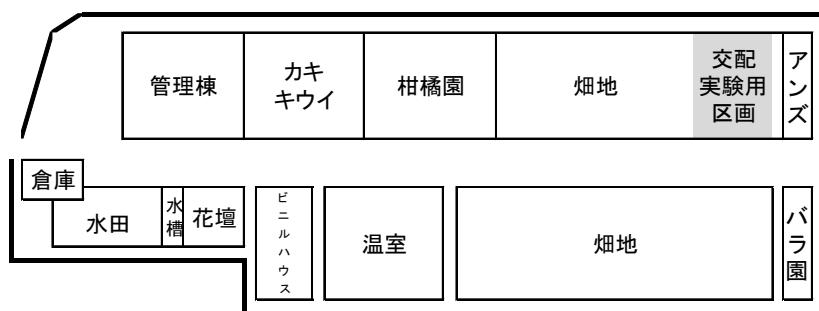 管理棟
カキ
キウイ
柑橘園
畑地
交配
実験用
区画
アンズ
倉庫
水田
水槽
花壇
ビニルハウス
温室
畑地
バラ園